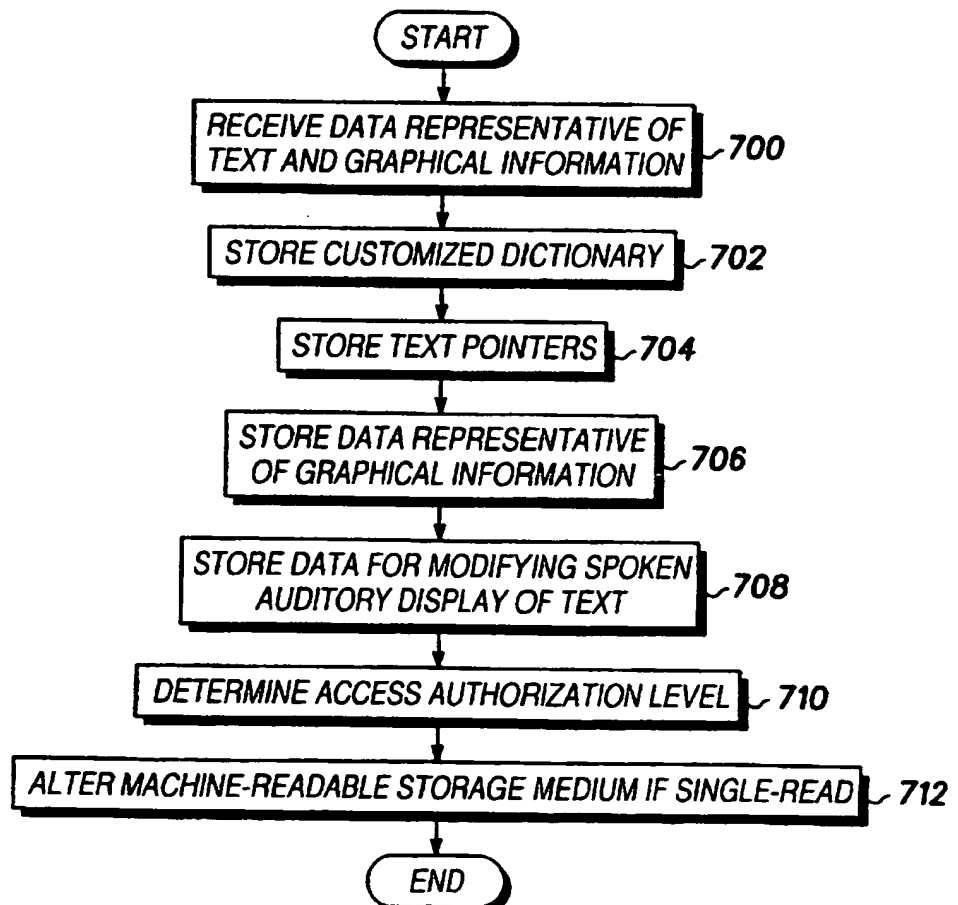 START
RECEIVE DATA REPRESENTATIVE OF
TEXT AND GRAPHICAL INFORMATION
700
STORE CUSTOMIZED DICTIONARY
702
STORE TEXT POINTERS
704
STORE DATA REPRESENTATIVE
OF GRAPHICAL INFORMATION
706
STORE DATA FOR MODIFYING SPOKEN
AUDITORY DISPLAY OF TEXT
708
DETERMINE ACCESS AUTHORIZATION LEVEL
710
ALTER MACHINE-READABLE STORAGE MEDIUM IF SINGLE-READ
712
END